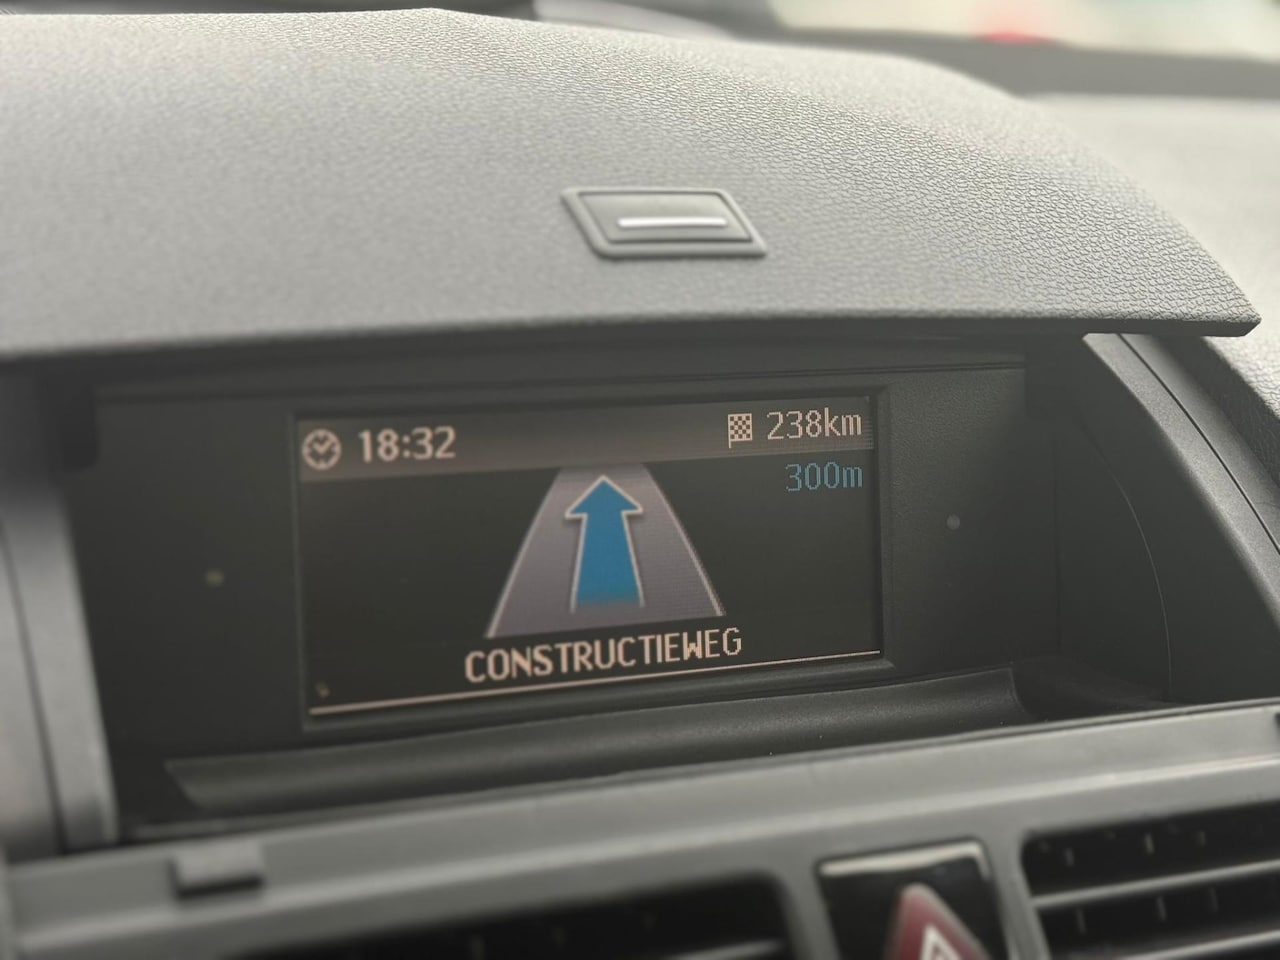 18:32
238km
300m
CONSTRUCTIEWEG